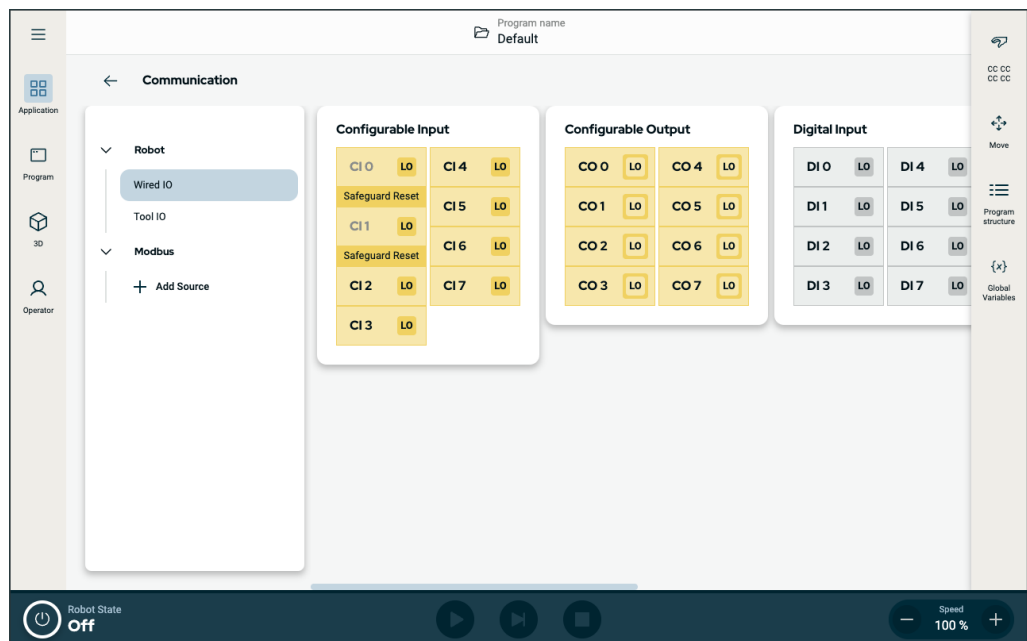 Program name
Default
Communication
Application
Program
3D
Operator
Robot
Wired IO
Tool IO
Modbus
Add Source
Configurable Input
CI 0 LO
Safeguard Reset
CI 1 LO
Safeguard Reset
CI 2 LO
CI 3 LO
CI 4 LO
CI 5 LO
CI 6 LO
CI 7 LO
Configurable Output
CO 0 LO
CO 1 LO
CO 2 LO
CO 3 LO
CO 4 LO
CO 5 LO
CO 6 LO
CO 7 LO
Digital Input
DI 0 LO
DI 1 LO
DI 2 LO
DI 3 LO
DI 4 LO
DI 5 LO
DI 6 LO
DI 7 LO
CC CC
CC CC
Move
Program
structure
{x}
Global
Variables
Robot State
Off
Speed
100 %